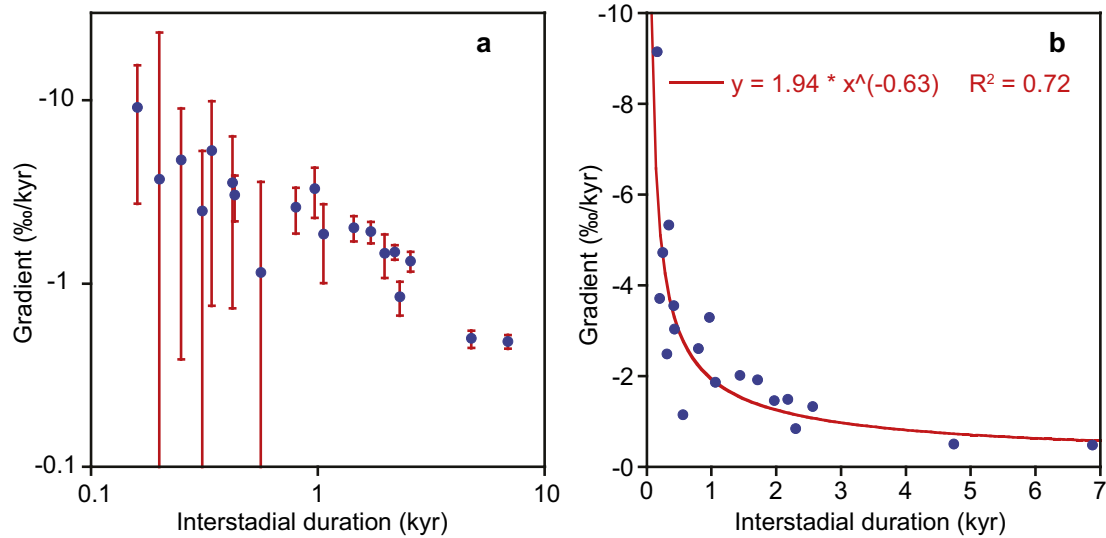 a
-10
-1
-0.1
0.1
1
10
Gradient (‰/kyr)
Interstadial duration (kyr)
b
y = 1.94 * x^(-0.63) R² = 0.72
-10
-8
-6
-4
-2
-0
0
1
2
3
4
5
6
7
Gradient (‰/kyr)
Interstadial duration (kyr)